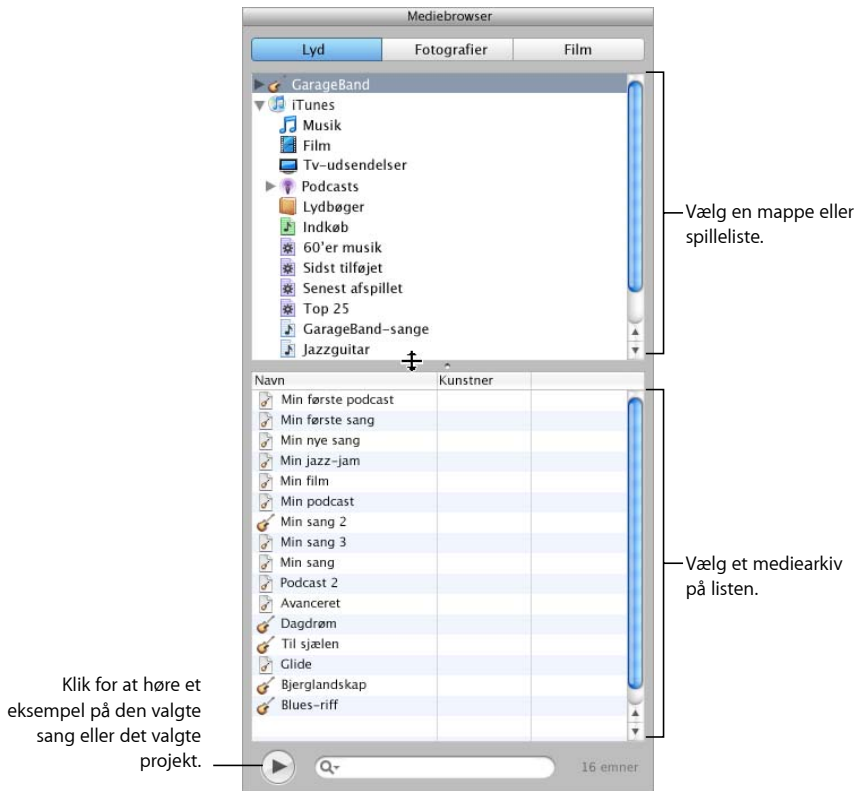 Mediebrowser
Lyd Fotografier Film
GarageBand
iTunes
Musik
Film
Tv-udsendelser
Podcasts
Lydbøger
Indkøb
60'er musik
Sidst tilføjet
Senest afspillet
Top 25
GarageBand-sange
Jazzguitar
Vælg en mappe eller
spilleliste.
Navn Kunstner
Min første podcast
Min første sang
Min nye sang
Min jazz-jam
Min film
Min podcast
Min sang 2
Min sang 3
Min sang
Podcast 2
Avanceret
Dagdrøm
Til sjælen
Glide
Bjerglandskap
Blues-riff
Vælg et mediearkiv
på listen.
Klik for at høre et
eksempel på den valgte
sang eller det valgte
projekt.
16 emner